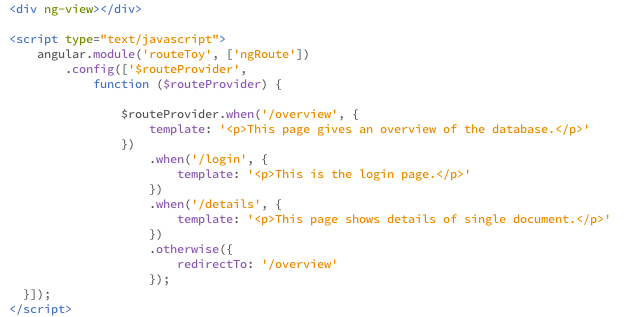 <div ng-view></div>

<script type="text/javascript">
    angular.module('routeToy', ['ngRoute'])
        .config(['$routeProvider',
            function ($routeProvider) {

                $routeProvider.when('/overview', {
                    template: '<p>This page gives an overview of the database.</p>'
                })
                    .when('/login', {
                        template: '<p>This is the login page.</p>'
                    })
                    .when('/details', {
                        template: '<p>This page shows details of single document.</p>'
                    })
                    .otherwise({
                        redirectTo: '/overview'
                    });
  }]);
</script>